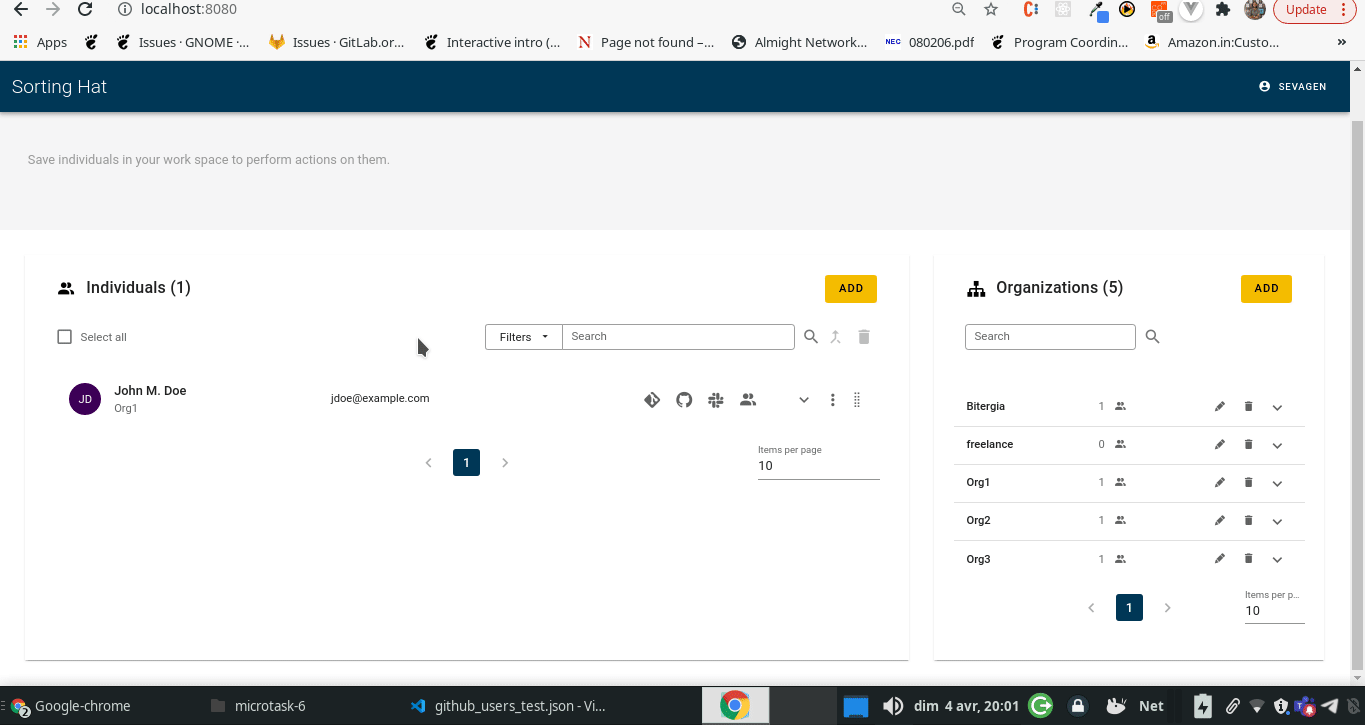 localhost:8080
off
Update
Apps
Issues · GNOME ·...
Issues · GitLab.or...
Interactive intro (...
N Page not found –...
Almight Network...
NEC 080206.pdf
Program Coordin...
a Amazon.in:Custo...
»
Sorting Hat
SEVAGEN
Save individuals in your work space to perform actions on them.
Individuals (1)
ADD
Select all
Filters
Search
JD
John M. Doe
Org1
jdoe@example.com
1
Items per page
10
Organizations (5)
ADD
Search
Bitergia 1
freelance 0
Org1 1
Org2 1
Org3 1
1
Items per p...
10
2 Google-chrome
microtask-6
github_users_test.json - Vi...
dim 4 avr, 20:01
Net